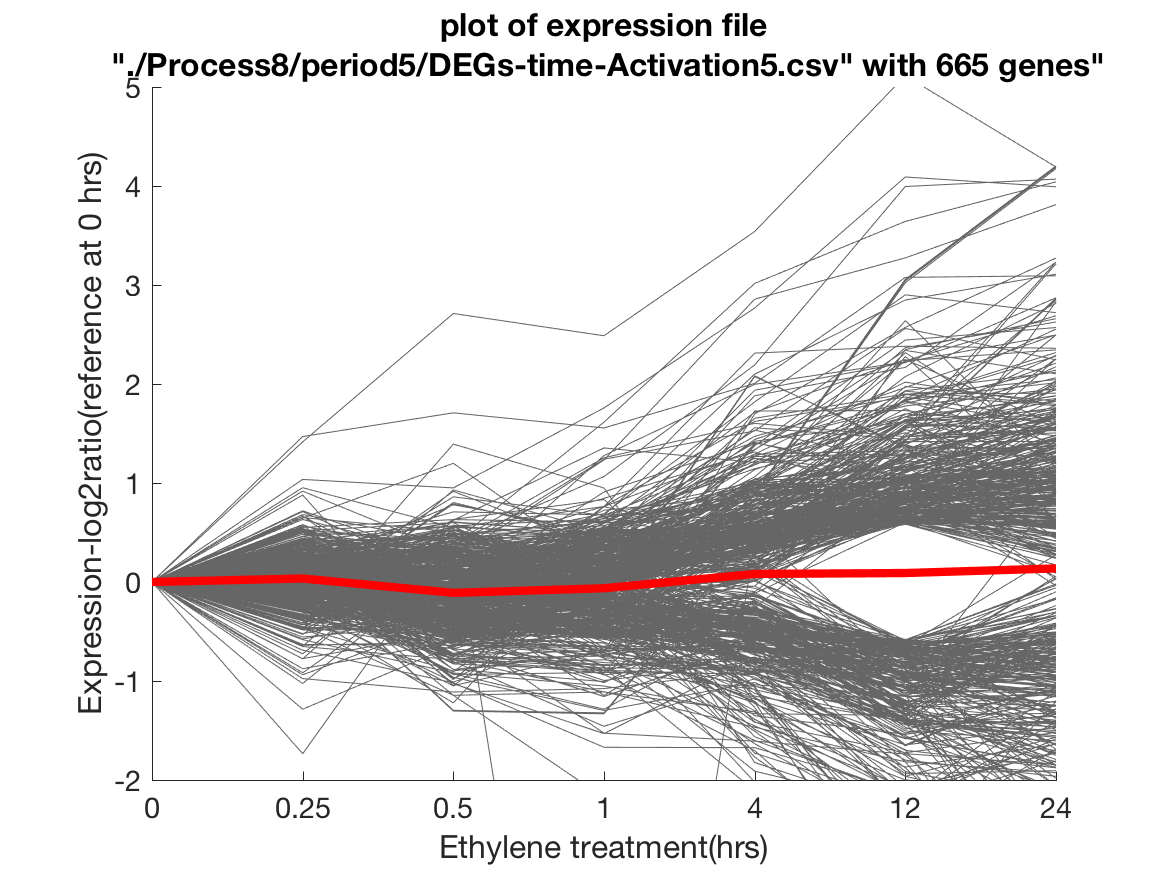 plot of expression file
"./Process8/period5/DEGs-time-Activation5.csv" with 665 genes"
5
4
3
2
1
0
-1
-2
Expression-log2ratio(reference at 0 hrs)
0 0.25 0.5 1 4 12 24
Ethylene treatment(hrs)